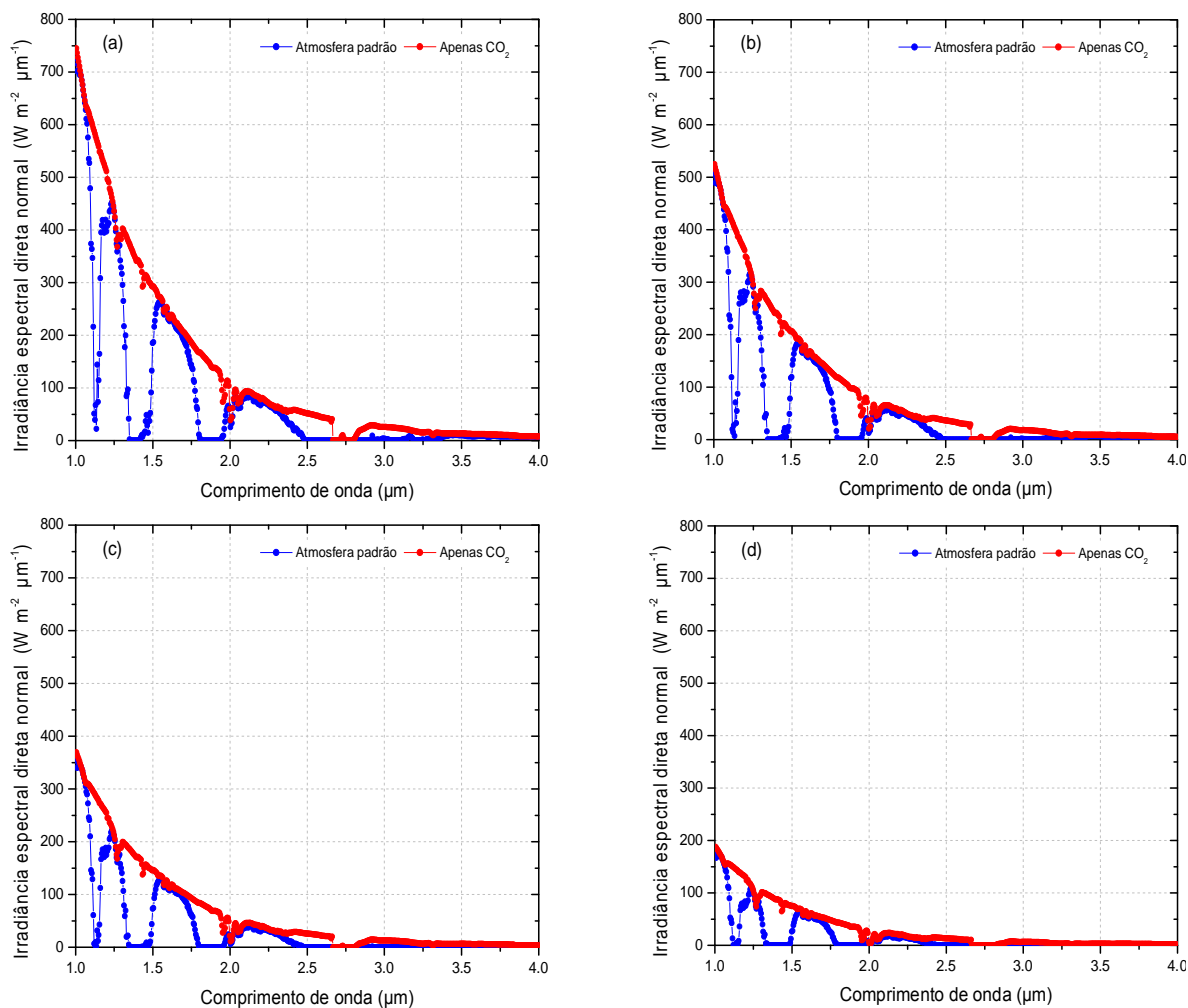 (a)
Atmosfera padrão
Apenas CO2
800
700
600
500
400
300
200
100
0
1.0 1.5 2.0 2.5 3.0 3.5 4.0
Irradiância espectral direta normal (W m-2 µm-1)
Comprimento de onda (µm)
(b)
Atmosfera padrão
Apenas CO2
800
700
600
500
400
300
200
100
0
1.0 1.5 2.0 2.5 3.0 3.5 4.0
Irradiância espectral direta normal (W m-2 µm-1)
Comprimento de onda (µm)
(c)
Atmosfera padrão
Apenas CO2
800
700
600
500
400
300
200
100
0
1.0 1.5 2.0 2.5 3.0 3.5 4.0
Irradiância espectral direta normal (W m-2 µm-1)
Comprimento de onda (µm)
(d)
Atmosfera padrão
Apenas CO2
800
700
600
500
400
300
200
100
0
1.0 1.5 2.0 2.5 3.0 3.5 4.0
Irradiância espectral direta normal (W m-2 µm-1)
Comprimento de onda (µm)